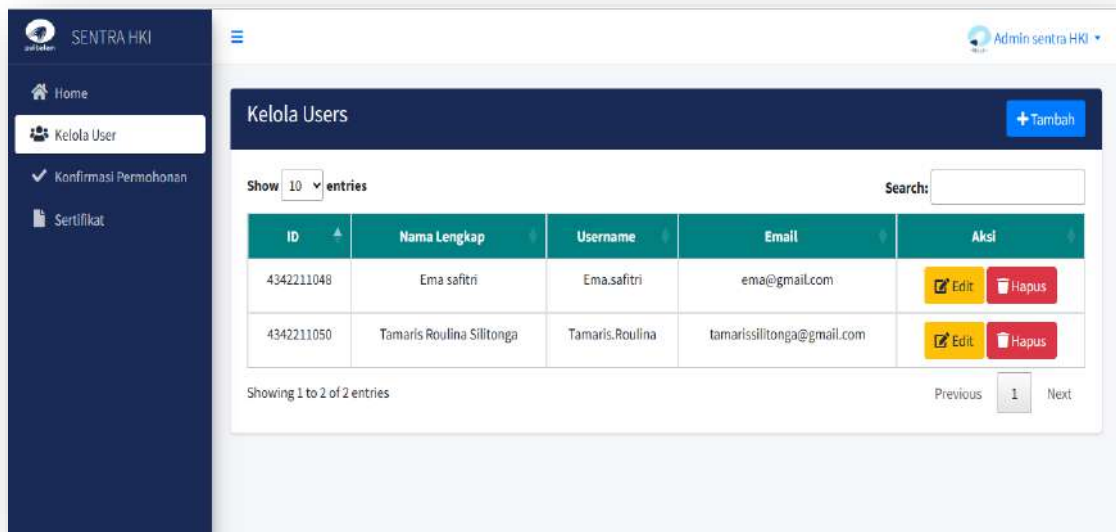 SENTRA HKI
Admin sentra HKI
Home
Kelola User
Konfirmasi Permohonan
Sertifikat
Kelola Users
+Tambah
Show 10 entries
Search:
ID Nama Lengkap Username Email Aksi
4342211048 Ema safitri Ema.safitri ema@gmail.com Edit Hapus
4342211050 Tamaris Roulina Silitonga Tamaris.Roulina tamarissilitonga@gmail.com Edit Hapus
Showing 1 to 2 of 2 entries
Previous 1 Next